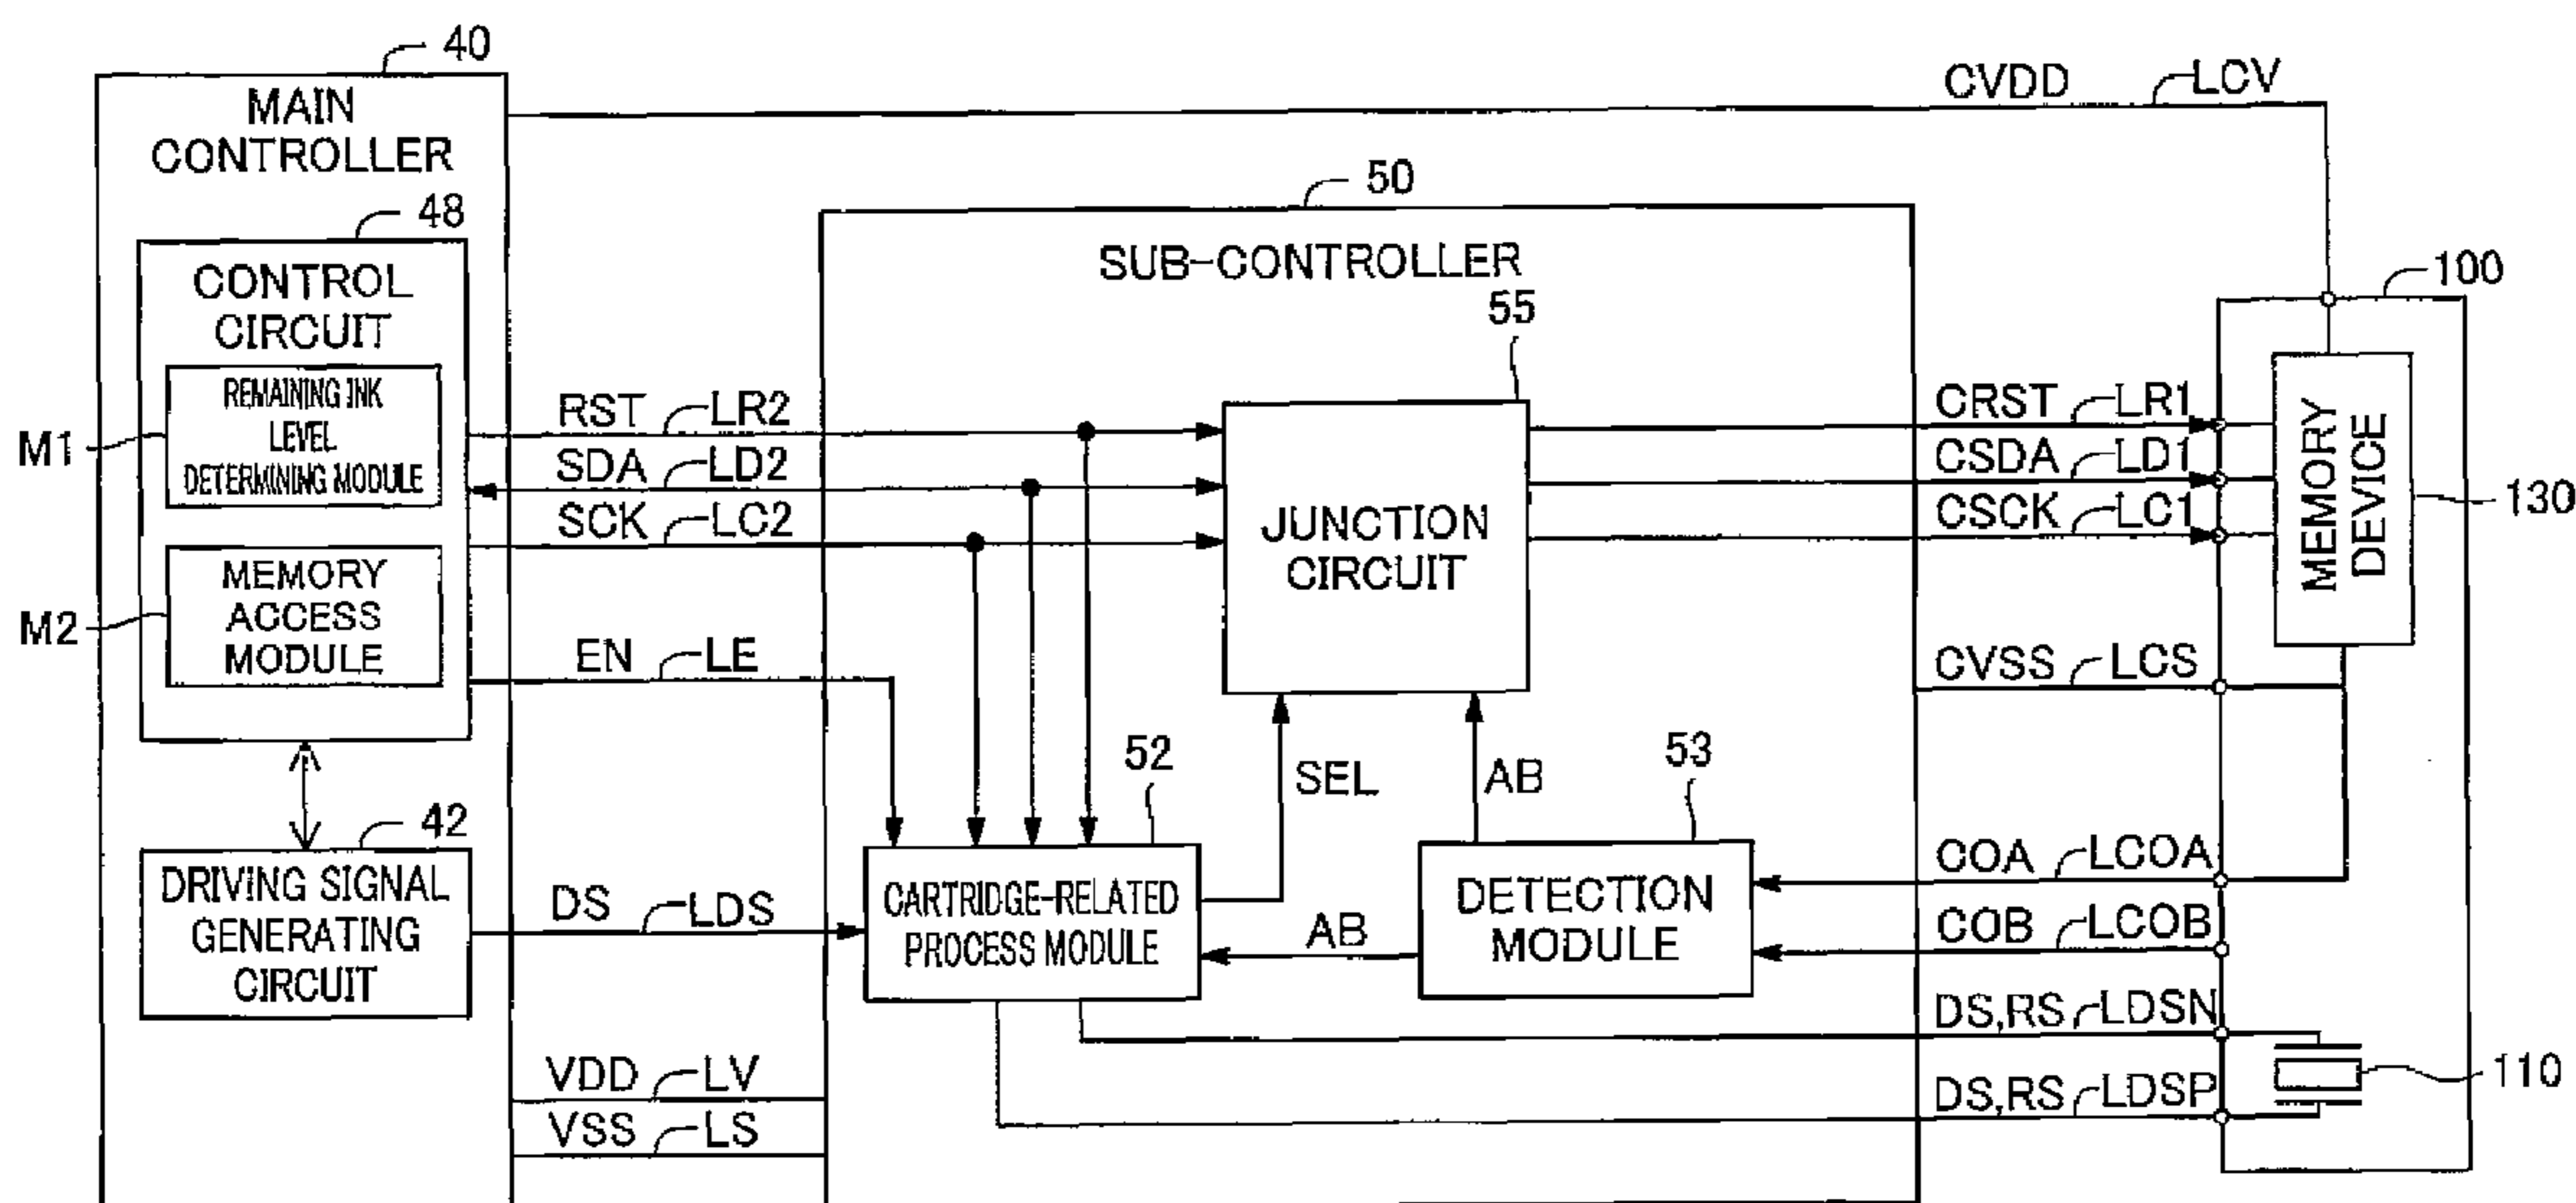 40
MAIN
CONTROLLER
CVDD
LCV
48
50
CONTROL
CIRCUIT
SUB-CONTROLLER
100
55
REMAINING INK
LEVEL
DETERMINING MODULE
M1
RST
LR2
SDA
LD2
SCK
LC2
JUNCTION
CIRCUIT
CRST
LR1
CSDA
LD1
CSCK
LC1
MEMORY
DEVICE
130
MEMORY
ACCESS
MODULE
M2
EN
LE
CVSS
LCS
52
SEL
AB
53
42
DRIVING SIGNAL
GENERATING
CIRCUIT
DS
LDS
CARTRIDGE-RELATED
PROCESS MODULE
AB
DETECTION
MODULE
COA
LCOA
COB
LCOB
DS,RS
LDSN
DS,RS
LDSP
110
VDD
LV
VSS
LS